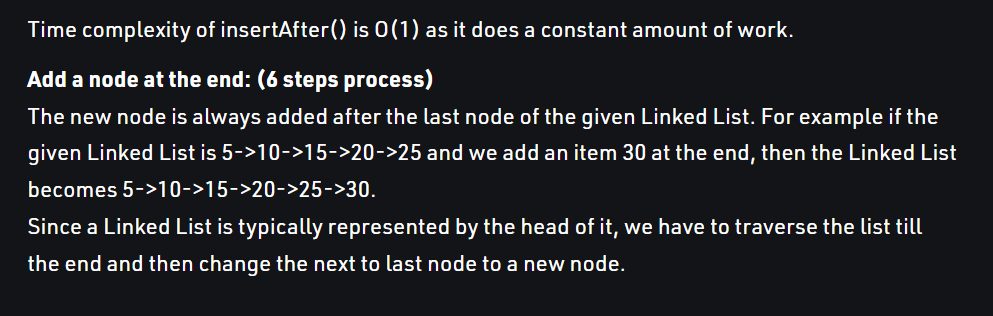 Time complexity of insertAfter() is O(1) as it does a constant amount of work.
Add a node at the end: (6 steps process)
The new node is always added after the last node of the given Linked List. For example if the
given Linked List is 5->10->15->20->25 and we add an item 30 at the end, then the Linked List
becomes 5->10->15->20->25->30.
Since a Linked List is typically represented by the head of it, we have to traverse the list till
the end and then change the next to last node to a new node.